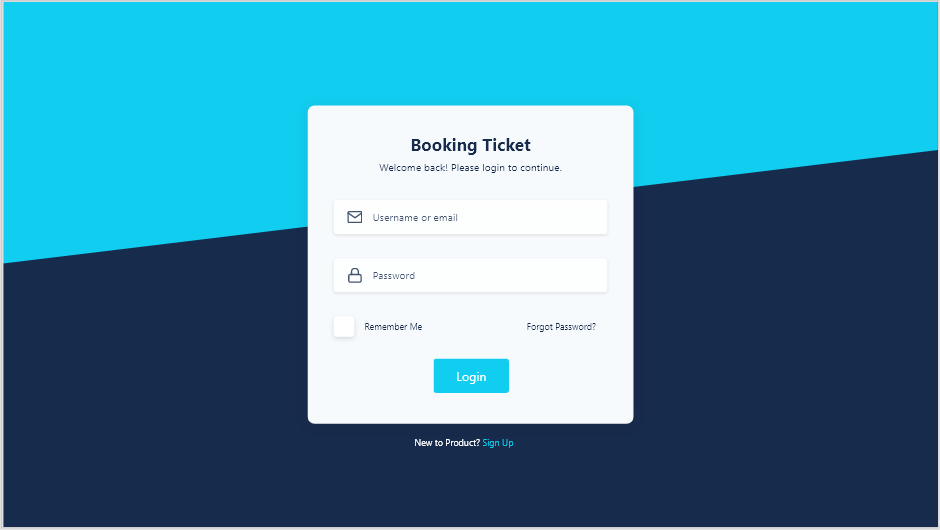 Booking Ticket
Welcome back! Please login to continue.
Username or email
Password
Remember Me
Forgot Password?
Login
New to Product? Sign Up